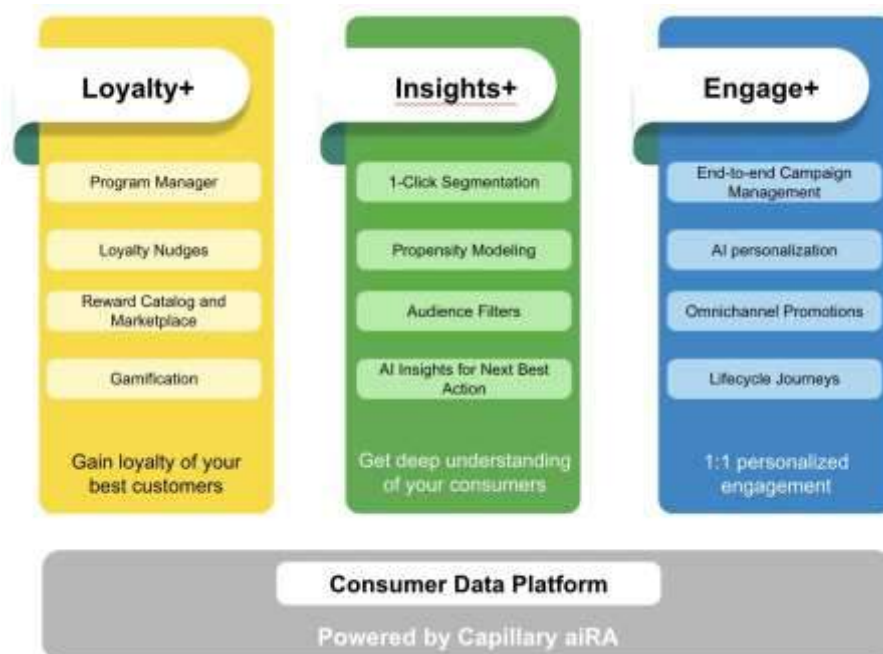 Loyalty+
Program Manager
Loyalty Nudges
Reward Catalog and
Marketplace
Gamification
Gain loyalty of your
best customers
Insights+
1-Click Segmentation
Propensity Modeling
Audience Filters
AI Insights for Next Best
Action
Get deep understanding
of your consumers
Engage+
End-to-end Campaign
Management
AI personalization
Omnichannel Promotions
Lifecycle Journeys
1:1 personalized
engagement
Consumer Data Platform
Powered by Capillary aiRA